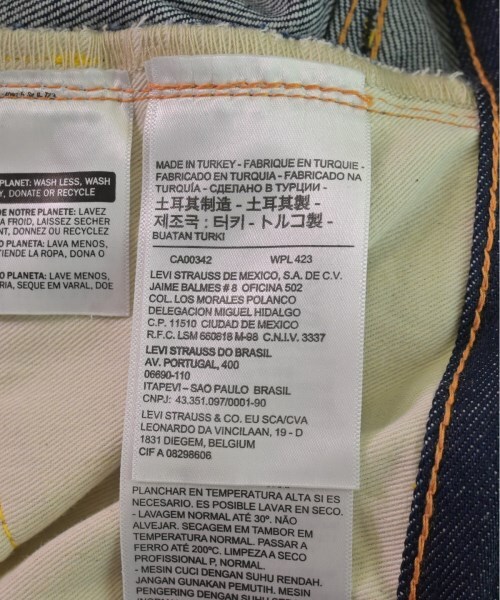 PLANET: WASH LESS, WASH
Y, DONATE OR RECYCLE
DE NOTRE PLANETE: LAVEZ
A FROID, LAISSEZ SECHER
NT, DONNEZ OU RECYCLEZ
O PLANETA: LAVA MENOS,
TIENDE LA ROPA, DONA O
O PLANETA: LAVE MENOS,
RIA, SEQUE EM VARAL, DOE
MADE IN TURKEY - FABRIQUE EN TURQUIE -
FABRICADO EN TURQUIA - FABRICADO NA
TURQUÍA - СДЕЛАНО В ТУРЦИИ -
土耳其制造 - 土耳其製 -
제조국 : 터키 - トルコ製 -
BUATAN TURKI
CA00342 WPL 423
LEVI STRAUSS DE MEXICO, S.A. DE C.V.
JAIME BALMES # 8 OFICINA 502
COL. LOS MORALES POLANCO
DELEGACION MIGUEL HIDALGO
C.P. 11510 CIUDAD DE MEXICO
R.F.C. LSM 660618 M-98 C.N.I.V. 3337
LEVI STRAUSS DO BRASIL
AV. PORTUGAL, 400
06690-110
ITAPEVI – SAO PAULO BRASIL
CNPJ: 43.351.097/0001-90
LEVI STRAUSS & CO. EU SCA/CVA
LEONARDO DA VINCILAAN, 19 - D
1831 DIEGEM, BELGIUM
CIF A 08298606
PLANCHAR EN TEMPERATURA ALTA SI ES
NECESARIO. ES POSIBLE LAVAR EN SECO.
- LAVAGEM NORMAL ATÉ 30º. NÃO
ALVEJAR. SECAGEM EM TAMBOR EM
TEMPERATURA NORMAL. PASSAR A
FERRO ATÉ 200ºC. LIMPEZA A SECO
PROFISSIONAL P, NORMAL.
- MESIN CUCI DENGAN SUHU RENDAH.
JANGAN GUNAKAN PEMUTIH. MESIN
PENGERING DENGAN SUHU